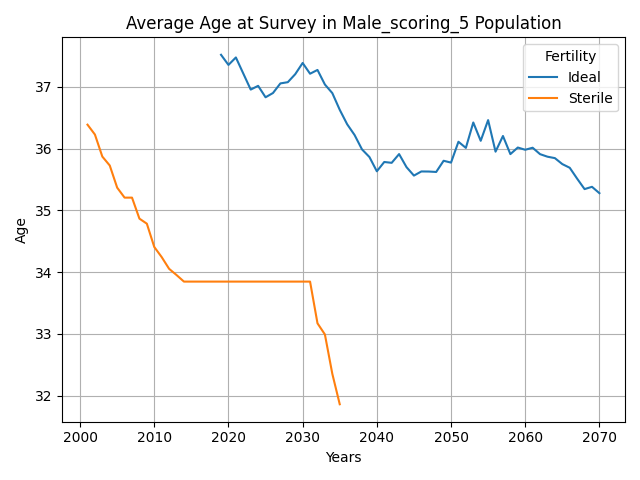 Average Age at Survey in Male_scoring_5 Population
Fertility
Ideal
Sterile
37
36
35
34
33
32
Age
2000 2010 2020 2030 2040 2050 2060 2070
Years